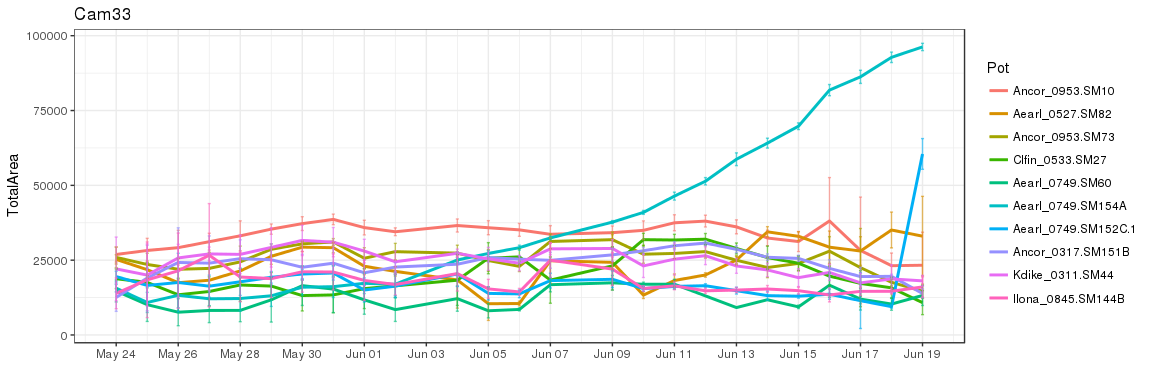 Cam33
TotalArea
100000
75000
50000
25000
0
May 24 May 26 May 28 May 30 Jun 01 Jun 03 Jun 05 Jun 07 Jun 09 Jun 11 Jun 13 Jun 15 Jun 17 Jun 19
Pot
Ancor_0953.SM10
Aearl_0527.SM82
Ancor_0953.SM73
Clfin_0533.SM27
Aearl_0749.SM60
Aearl_0749.SM154A
Aearl_0749.SM152C.1
Ancor_0317.SM151B
Kdike_0311.SM44
Ilona_0845.SM144B